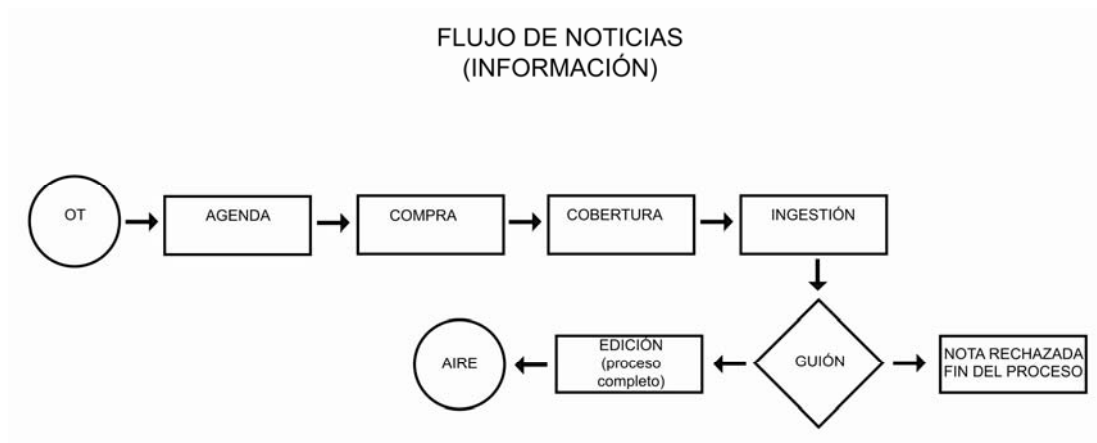 FLUJO DE NOTICIAS
(INFORMACIÓN)
OT
AGENDA
COMPRA
COBERTURA
INGESTIÓN
AIRE
EDICIÓN
(proceso
completo)
GUIÓN
NOTA RECHAZADA
FIN DEL PROCESO